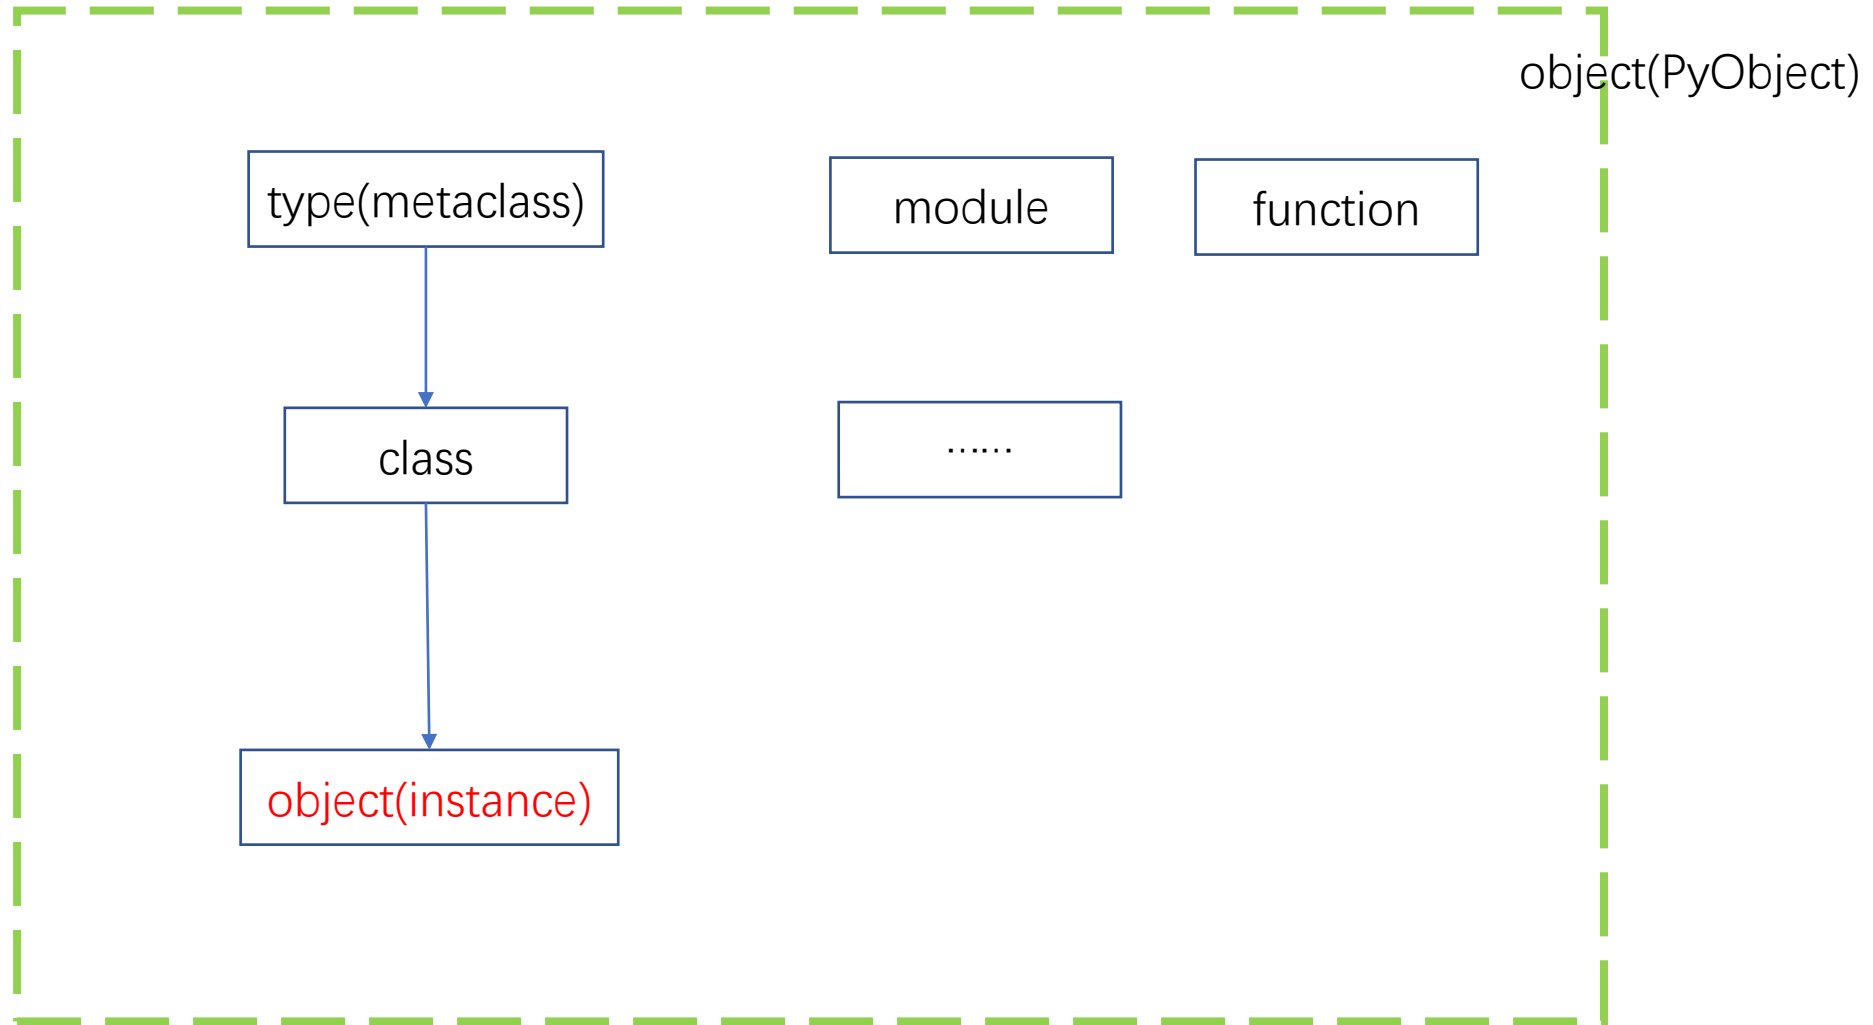 object(PyObject)
type(metaclass)
module
function
class
……
object(instance)